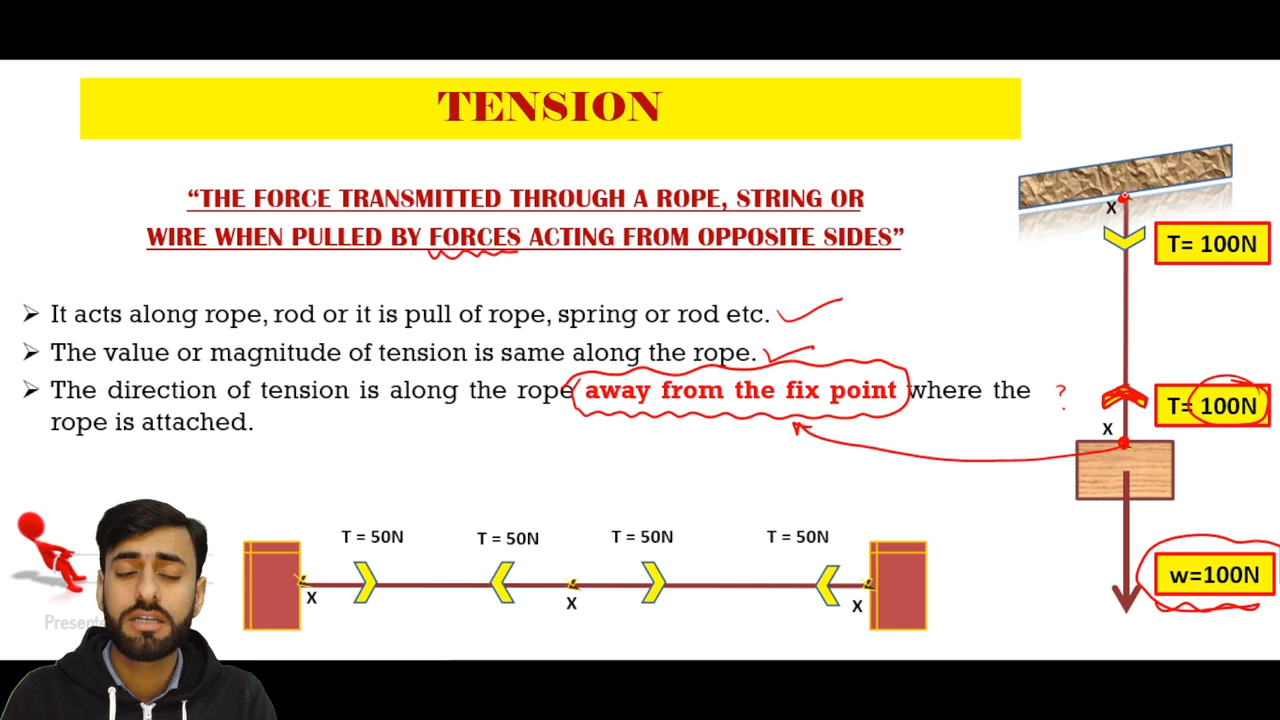 TENSION
“THE FORCE TRANSMITTED THROUGH A ROPE, STRING OR
WIRE WHEN PULLED BY FORCES ACTING FROM OPPOSITE SIDES”
It acts along rope, rod or it is pull of rope, spring or rod etc.
The value or magnitude of tension is same along the rope.
The direction of tension is along the rope away from the fix point where the
rope is attached.
?
X
T= 100N
T= 100N
X
w=100N
T = 50N
T = 50N
T = 50N
T = 50N
X
X
X